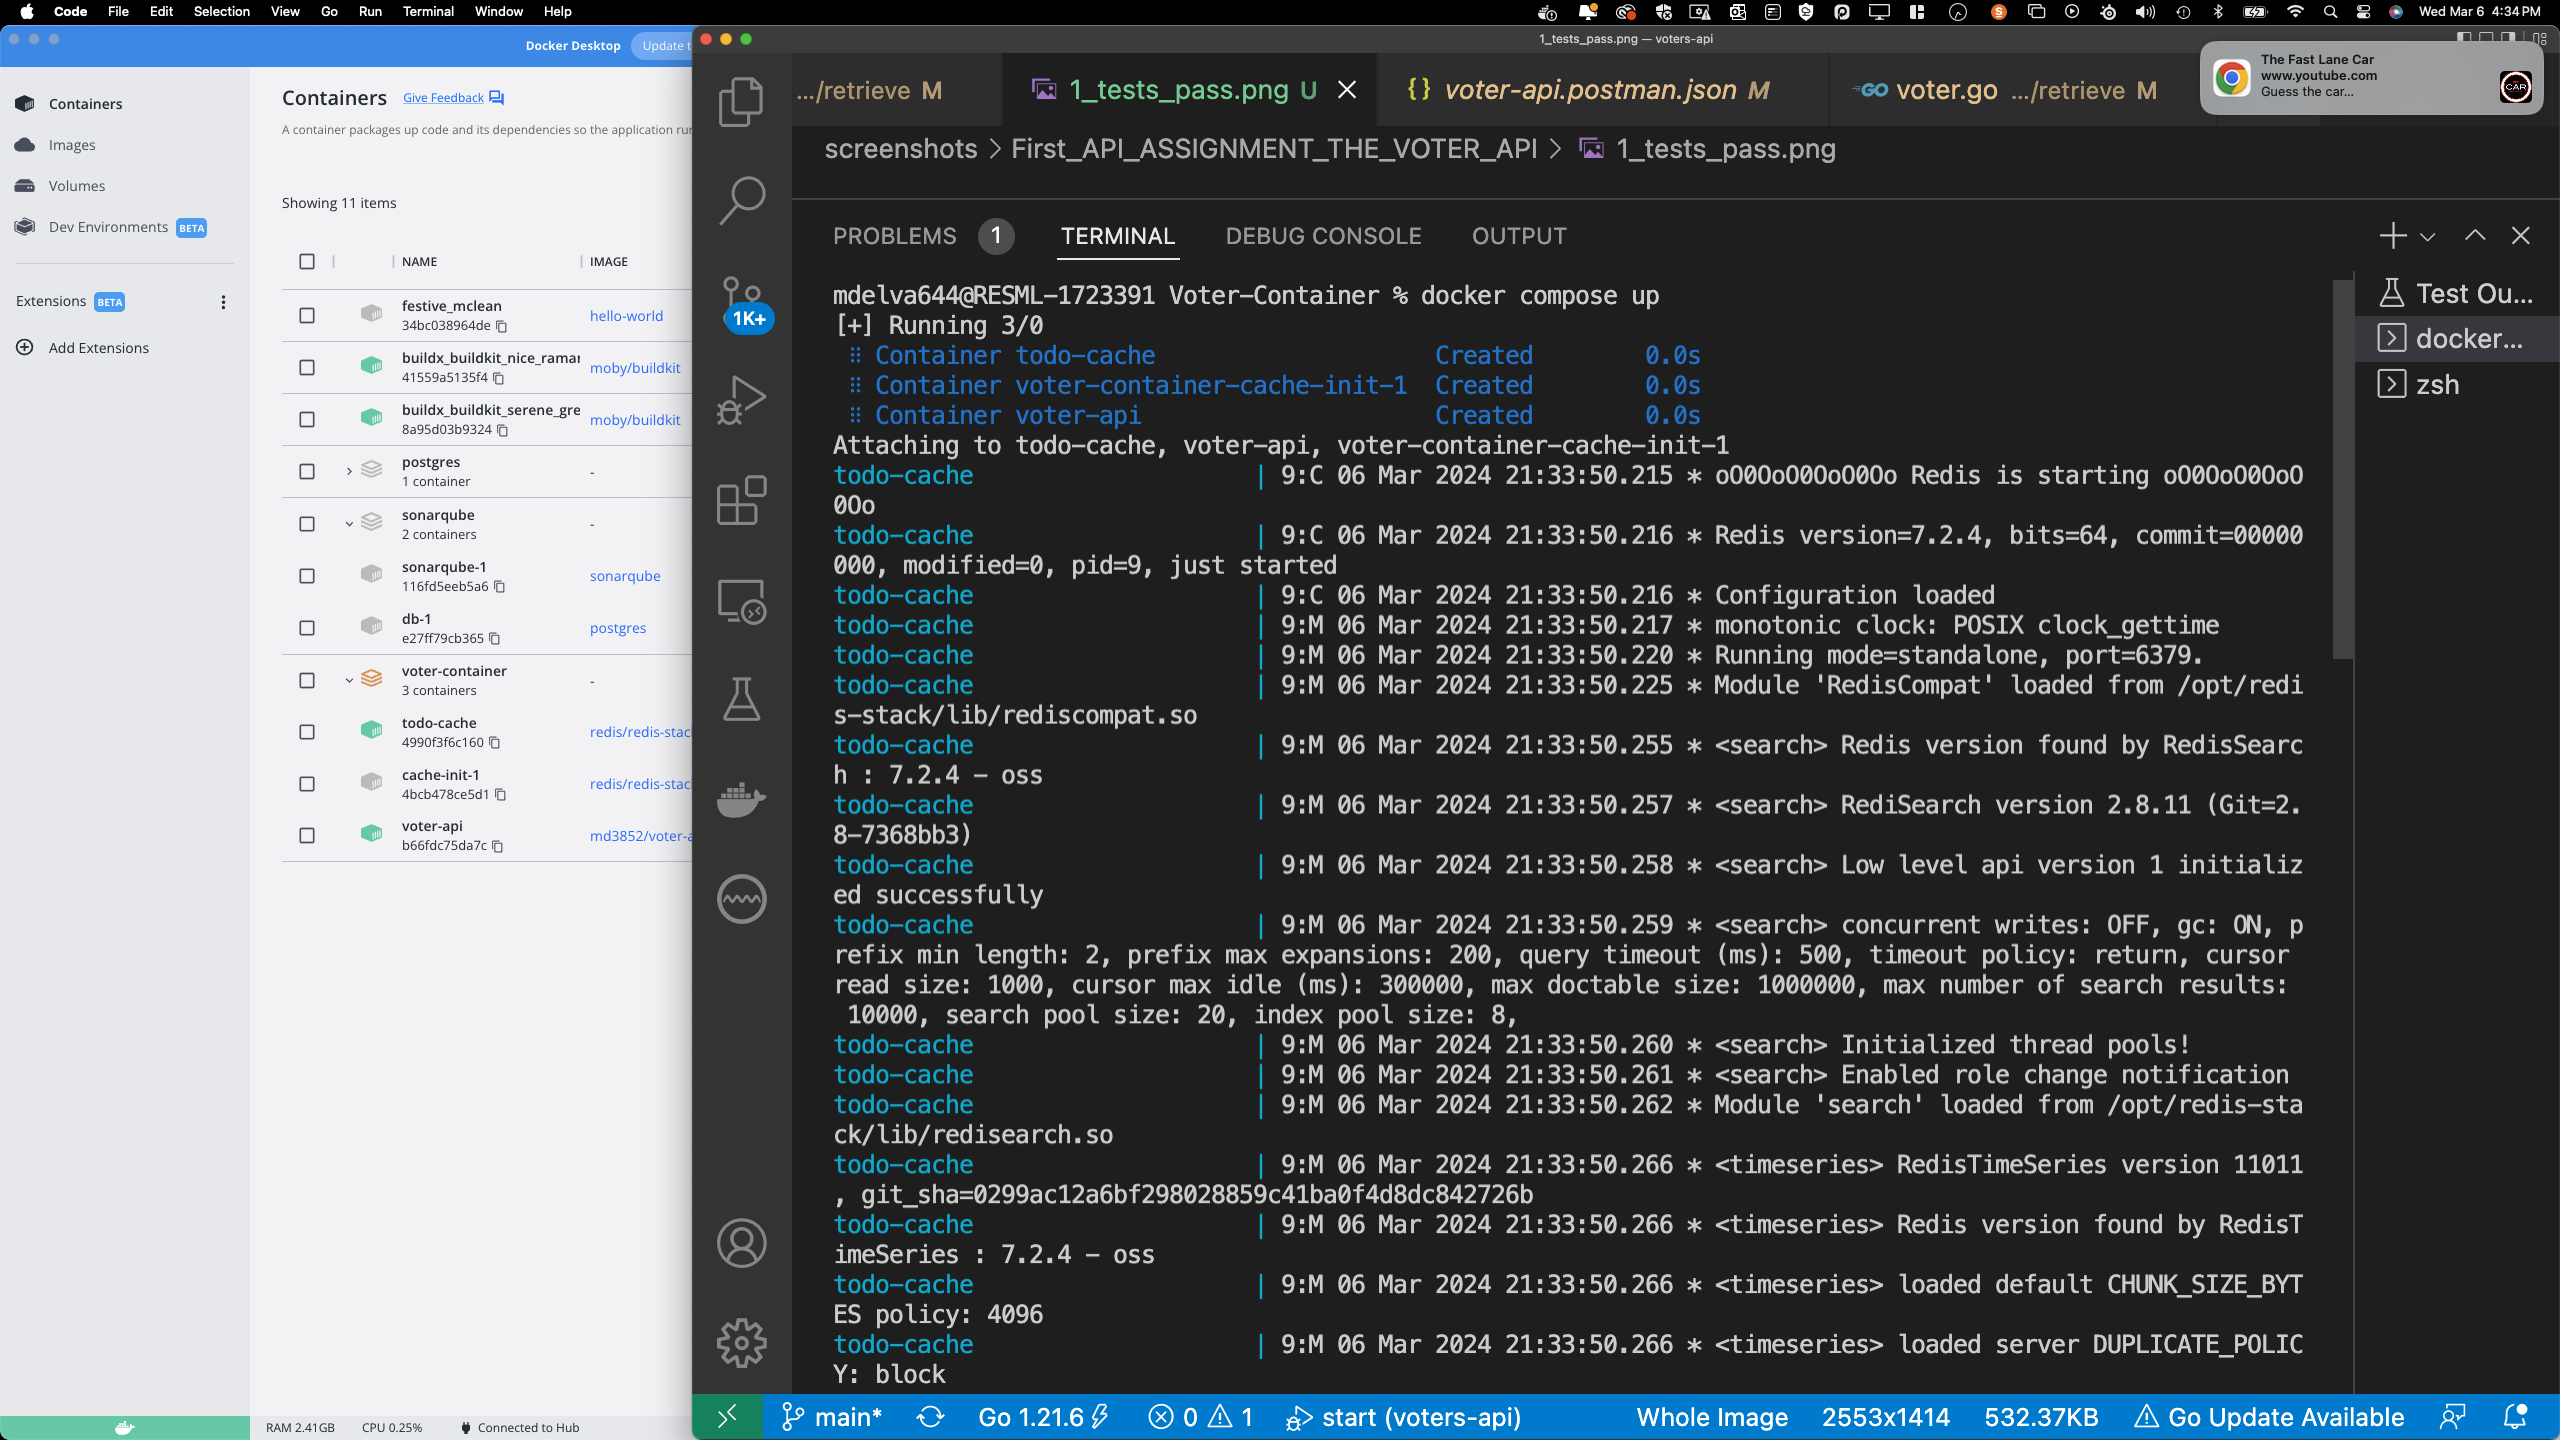 Code File Edit Selection View Go Run Terminal Window Help
Wed Mar 6 4:34 PM
Docker Desktop
Update t
Containers
Images
Volumes
Dev Environments BETA
Extensions BETA
Add Extensions
Containers Give Feedback
A container packages up code and its dependencies so the application ru
Showing 11 items
NAME IMAGE
festive_mclean
34bc038964de
hello-world
buildx_buildkit_nice_rama
41559a5135f4
moby/buildkit
buildx_buildkit_serene_gre
8a95d03b9324
moby/buildkit
postgres
1 container
-
sonarqube
2 containers
-
sonarqube-1
116fd5eeb5a6
sonarqube
db-1
e27ff79cb365
postgres
voter-container
3 containers
-
todo-cache
4990f3f6c160
redis/redis-stac
cache-init-1
4bcb478ce5d1
redis/redis-stac
voter-api
b66fdc75da7c
md3852/voter-a
RAM 2.41GB CPU 0.25% Connected to Hub
1_tests_pass.png — voters-api
.../retrieve M
1_tests_pass.png U
{} voter-api.postman.json M
GO voter.go .../retrieve M
The Fast Lane Car
www.youtube.com
Guess the car...
CAR
screenshots > First_API_ASSIGNMENT_THE_VOTER_API > 1_tests_pass.png
PROBLEMS 1 TERMINAL DEBUG CONSOLE OUTPUT
1K+
Test Ou...
docker...
zsh
mdelva644@RESML-1723391 Voter-Container % docker compose up
[+] Running 3/0
⠿ Container todo-cache Created 0.0s
⠿ Container voter-container-cache-init-1 Created 0.0s
⠿ Container voter-api Created 0.0s
Attaching to todo-cache, voter-api, voter-container-cache-init-1
todo-cache | 9:C 06 Mar 2024 21:33:50.215 * oO0OoO0OoO0Oo Redis is starting oO0OoO0OoO
0Oo
todo-cache | 9:C 06 Mar 2024 21:33:50.216 * Redis version=7.2.4, bits=64, commit=00000
000, modified=0, pid=9, just started
todo-cache | 9:C 06 Mar 2024 21:33:50.216 * Configuration loaded
todo-cache | 9:M 06 Mar 2024 21:33:50.217 * monotonic clock: POSIX clock_gettime
todo-cache | 9:M 06 Mar 2024 21:33:50.220 * Running mode=standalone, port=6379.
todo-cache | 9:M 06 Mar 2024 21:33:50.225 * Module 'RedisCompat' loaded from /opt/redi
s-stack/lib/rediscompat.so
todo-cache | 9:M 06 Mar 2024 21:33:50.255 * <search> Redis version found by RedisSearc
h : 7.2.4 - oss
todo-cache | 9:M 06 Mar 2024 21:33:50.257 * <search> RediSearch version 2.8.11 (Git=2.
8-7368bb3)
todo-cache | 9:M 06 Mar 2024 21:33:50.258 * <search> Low level api version 1 initializ
ed successfully
todo-cache | 9:M 06 Mar 2024 21:33:50.259 * <search> concurrent writes: OFF, gc: ON, p
refix min length: 2, prefix max expansions: 200, query timeout (ms): 500, timeout policy: return, cursor
read size: 1000, cursor max idle (ms): 300000, max doctable size: 1000000, max number of search results:
10000, search pool size: 20, index pool size: 8,
todo-cache | 9:M 06 Mar 2024 21:33:50.260 * <search> Initialized thread pools!
todo-cache | 9:M 06 Mar 2024 21:33:50.261 * <search> Enabled role change notification
todo-cache | 9:M 06 Mar 2024 21:33:50.262 * Module 'search' loaded from /opt/redis-sta
ck/lib/redisearch.so
todo-cache | 9:M 06 Mar 2024 21:33:50.266 * <timeseries> RedisTimeSeries version 11011
, git_sha=0299ac12a6bf298028859c41ba0f4d8dc842726b
todo-cache | 9:M 06 Mar 2024 21:33:50.266 * <timeseries> Redis version found by RedisT
imeSeries : 7.2.4 - oss
todo-cache | 9:M 06 Mar 2024 21:33:50.266 * <timeseries> loaded default CHUNK_SIZE_BYT
ES policy: 4096
todo-cache | 9:M 06 Mar 2024 21:33:50.266 * <timeseries> loaded server DUPLICATE_POLIC
Y: block
main* Go 1.21.6 0 1 start (voters-api) Whole Image 2553x1414 532.37KB Go Update Available